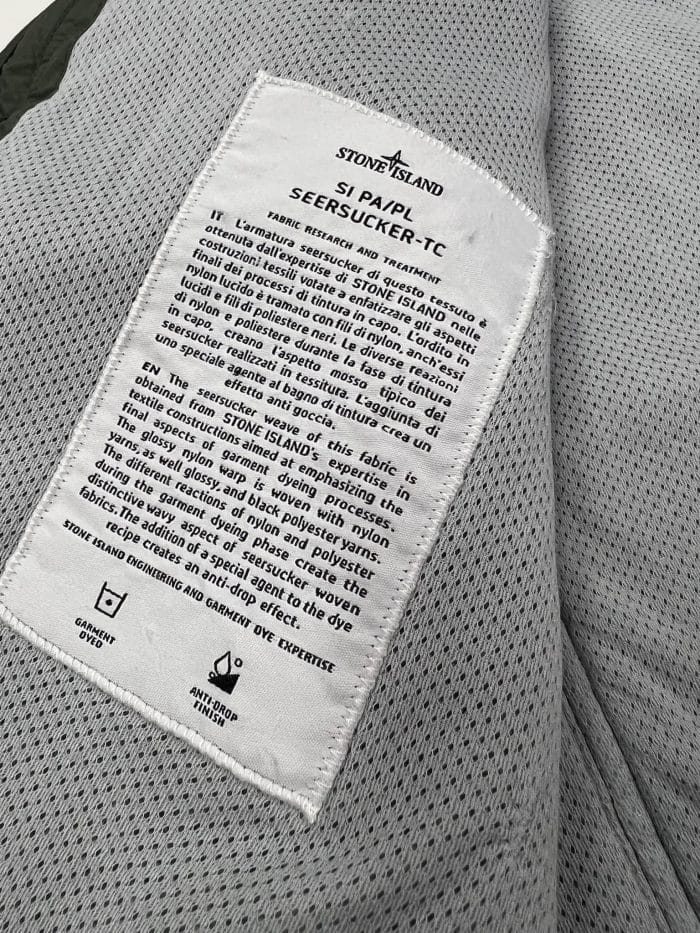 STONE ISLAND
SI PA/PL
SEERSUCKER-TC
FABRIC RESEARCH AND TREATMENT
IT L'armatura seersucker di questo tessuto è
ottenuta dall'expertise di STONE ISLAND nelle
costruzioni tessili votate a enfatizzare gli aspetti
finali dei processi di tintura in capo. L'ordito in
nylon lucido è tramato con fili di nylon, anch'essi
lucidi e fili di poliestere neri. Le diverse reazioni
di nylon e poliestere durante la fase di tintura
in capo, creano l'aspetto mosso tipico dei
seersucker realizzati in tessitura. L'aggiunta di
uno speciale agente al bagno di tintura crea un
effetto anti goccia.
EN The seersucker weave of this fabric is
obtained from STONE ISLAND's expertise in
textile constructions aimed at emphasizing the
final aspects of garment dyeing processes.
The glossy nylon warp is woven with nylon
yarns, as well glossy, and black polyester yarns.
The different reactions of nylon and polyester
during the garment dyeing phase create the
distinctive wavy aspect of seersucker woven
fabrics. The addition of a special agent to the dye
recipe creates an anti-drop effect.
STONE ISLAND ENGINEERING AND GARMENT DYE EXPERTISE
GARMENT
DYED
ANTI-DROP
FINISH